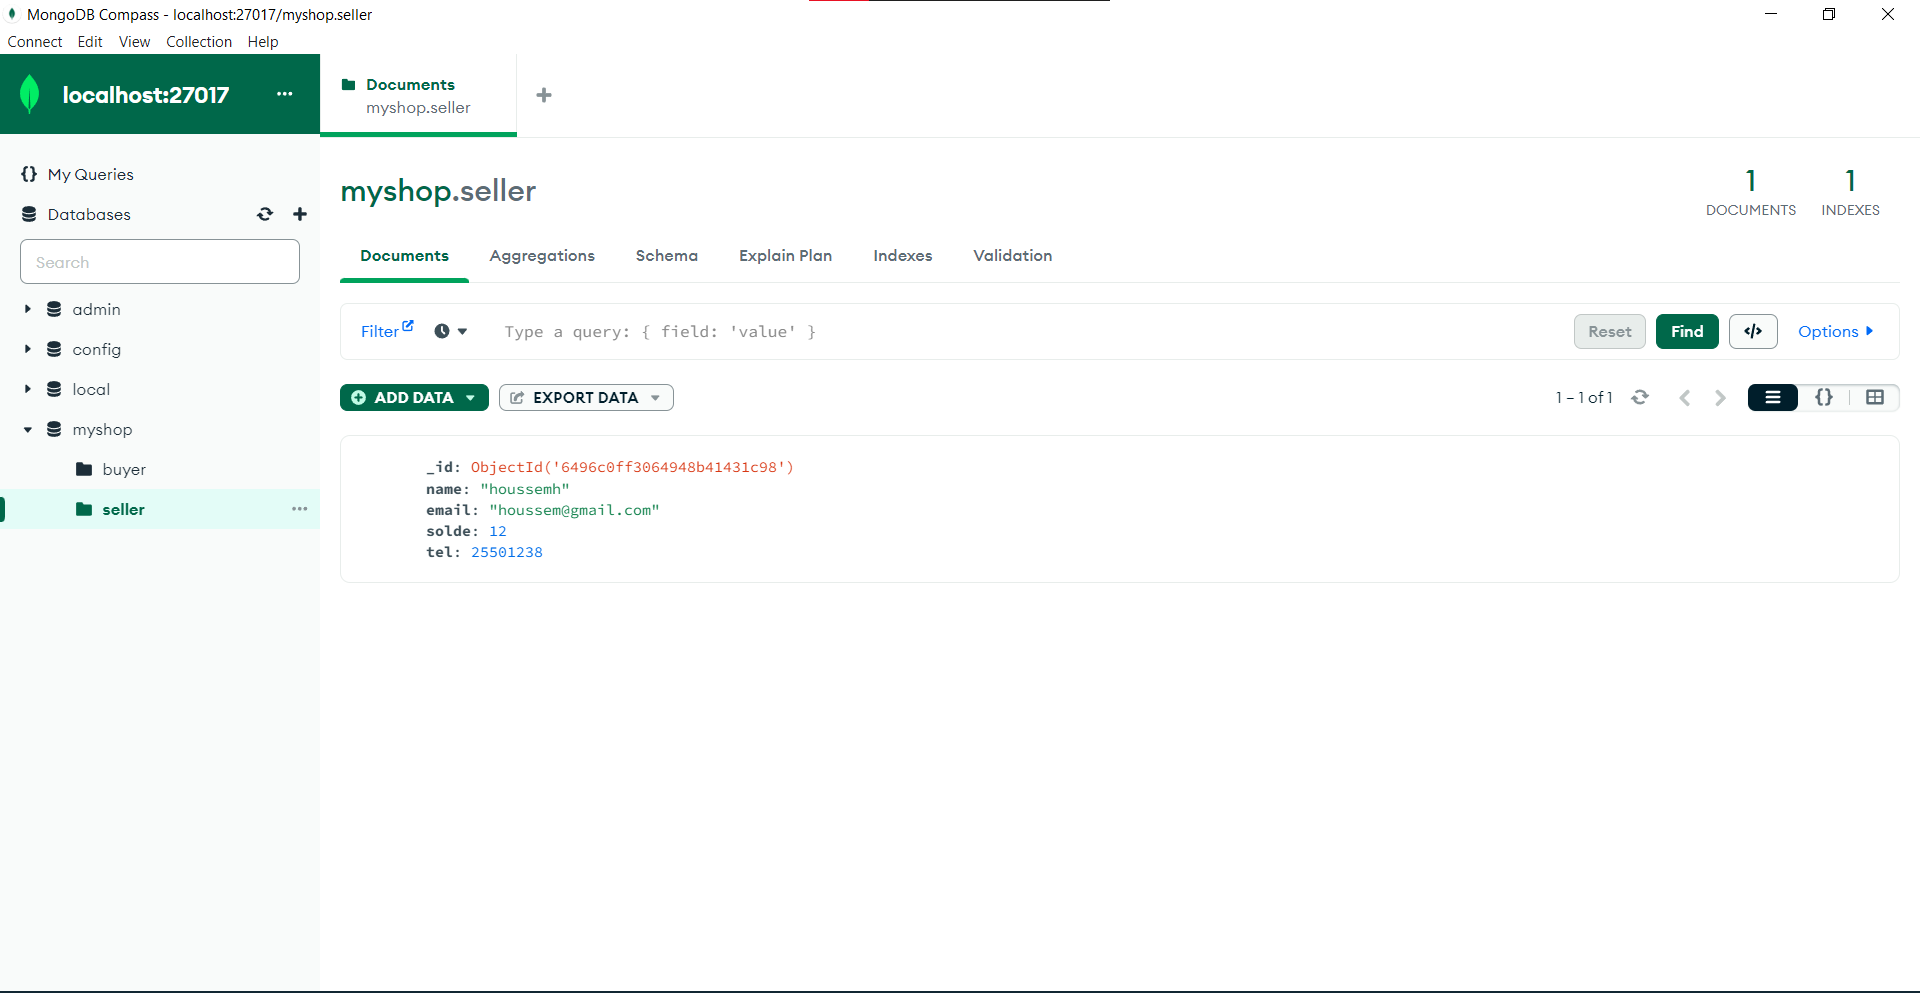 MongoDB Compass - localhost:27017/myshop.seller
Connect Edit View Collection Help
localhost:27017
Documents
myshop.seller
My Queries
Databases
Search
admin
config
local
myshop
buyer
seller
myshop.seller
1
DOCUMENTS
1
INDEXES
Documents Aggregations Schema Explain Plan Indexes Validation
Filter Type a query: { field: 'value' } Reset Find </> Options
ADD DATA EXPORT DATA 1 – 1 of 1 {}
_id: ObjectId('6496c0ff3064948b41431c98')
name: "houssemh"
email: "houssem@gmail.com"
solde: 12
tel: 25501238